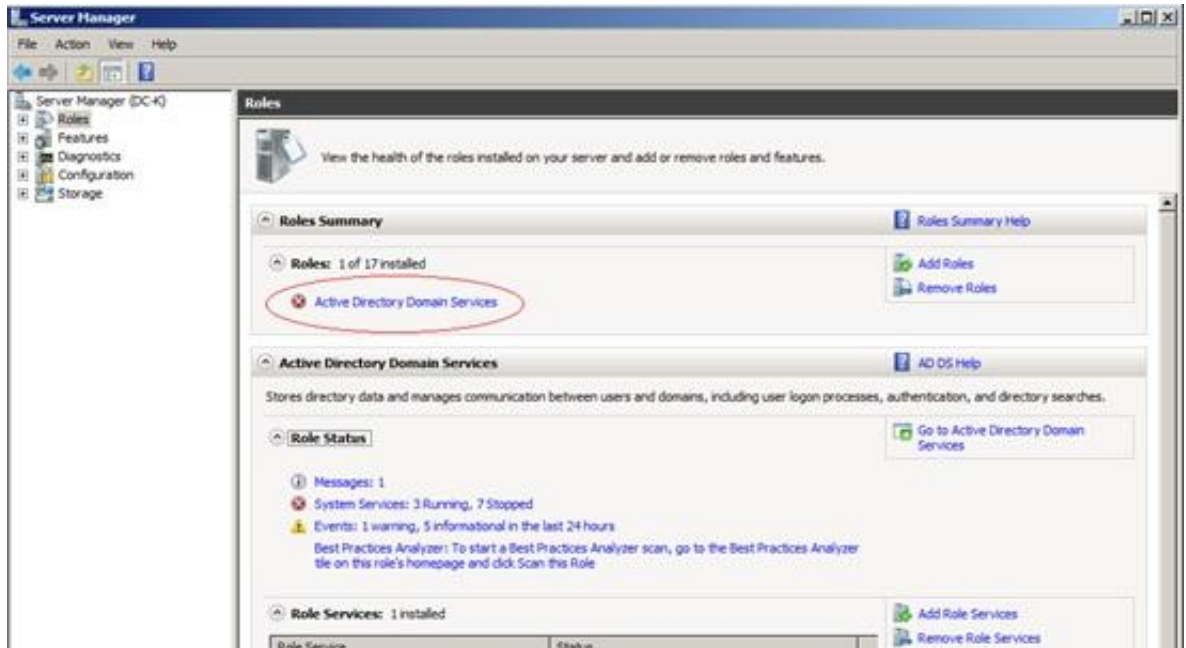 Server Manager
File Action View Help
Server Manager (DC-K)
Roles
Features
Diagnostics
Configuration
Storage
Roles
View the health of the roles installed on your server and add or remove roles and features.
Roles Summary
Roles Summary Help
Roles: 1 of 17 installed
Add Roles
Remove Roles
Active Directory Domain Services
Active Directory Domain Services
AD DS Help
Stores directory data and manages communication between users and domains, including user logon processes, authentication, and directory searches.
Role Status
Go to Active Directory Domain
Services
Messages: 1
System Services: 3 Running, 7 Stopped
Events: 1 warning, 5 informational in the last 24 hours
Best Practices Analyzer: To start a Best Practices Analyzer scan, go to the Best Practices Analyzer
tile on this role's homepage and click Scan this Role
Role Services: 1 installed
Add Role Services
Remove Role Services
Role Service
Status